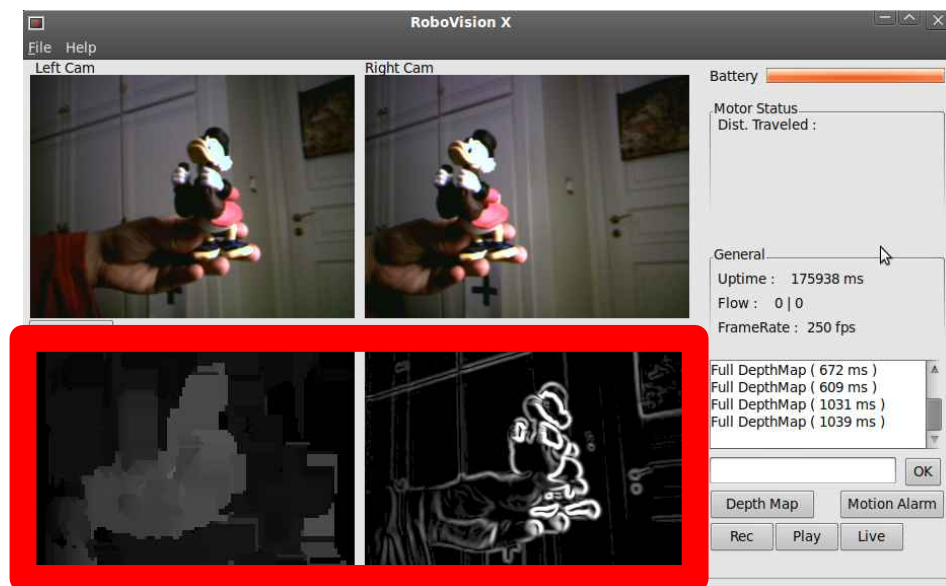 RoboVision X
File Help
Left Cam
Right Cam
Battery
Motor Status
Dist. Traveled :
General
Uptime : 175938 ms
Flow : 0 | 0
FrameRate : 250 fps
Full DepthMap ( 672 ms )
Full DepthMap ( 609 ms )
Full DepthMap ( 1031 ms )
Full DepthMap ( 1039 ms )
OK
Depth Map Motion Alarm
Rec Play Live